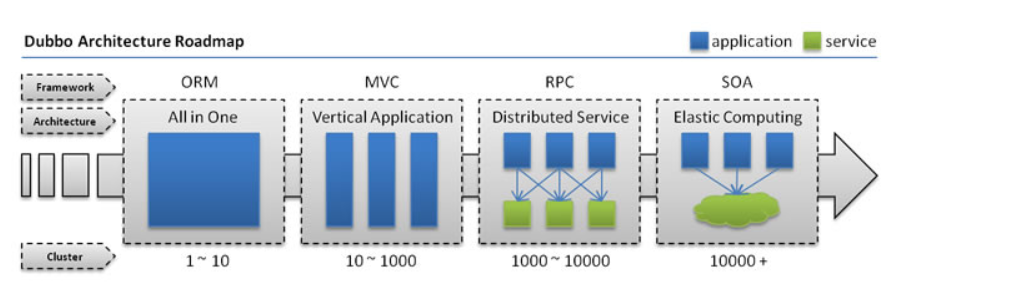 Dubbo Architecture Roadmap
application service
Framework ORM MVC RPC SOA
Architecture All in One Vertical Application Distributed Service Elastic Computing
Cluster 1 ~ 10 10 ~ 1000 1000 ~ 10000 10000 +